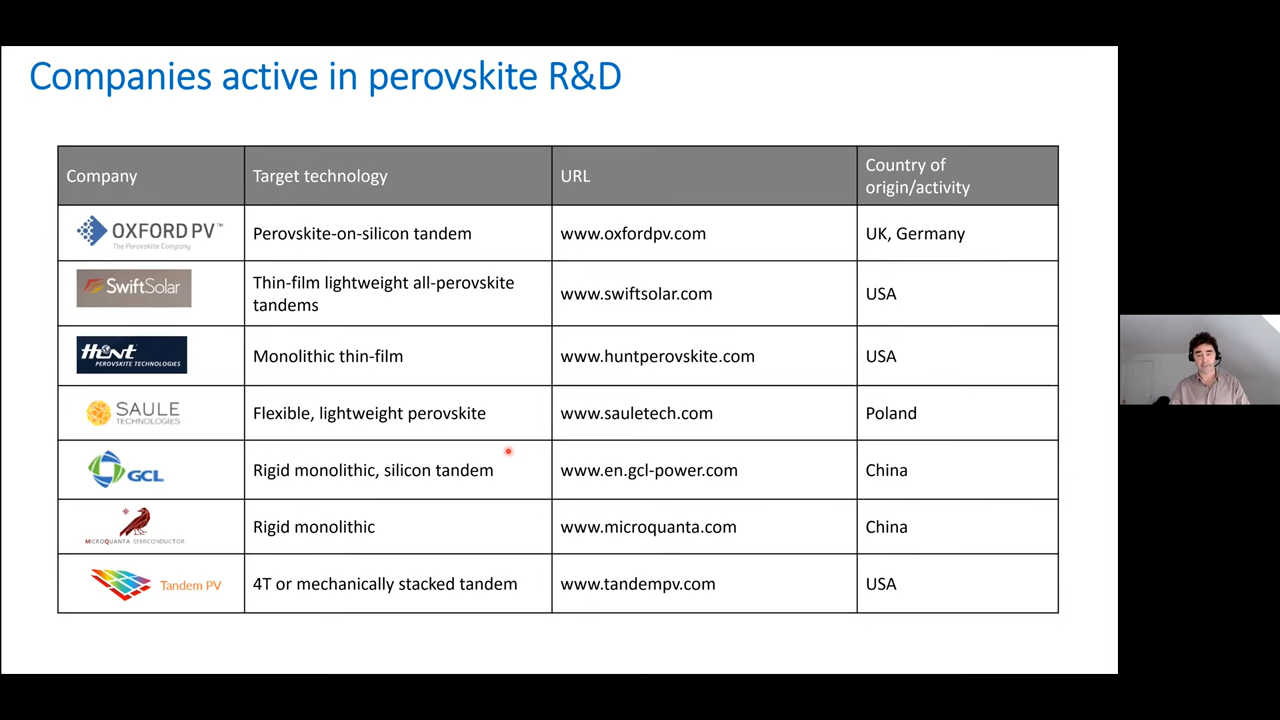 Companies active in perovskite R&D
Company
Target technology
URL
Country of
origin/activity
OXFORD PV™
The Perovskite Company
Perovskite-on-silicon tandem
www.oxfordpv.com
UK, Germany
SwiftSolar
Thin-film lightweight all-perovskite
tandems
www.swiftsolar.com
USA
Hunt
PEROVSKITE TECHNOLOGIES
Monolithic thin-film
www.huntperovskite.com
USA
SAULE
TECHNOLOGIES
Flexible, lightweight perovskite
www.sauletech.com
Poland
GCL
Rigid monolithic, silicon tandem
www.en.gcl-power.com
China
MICROQUANTA SEMICONDUCTOR
Rigid monolithic
www.microquanta.com
China
Tandem PV
4T or mechanically stacked tandem
www.tandempv.com
USA